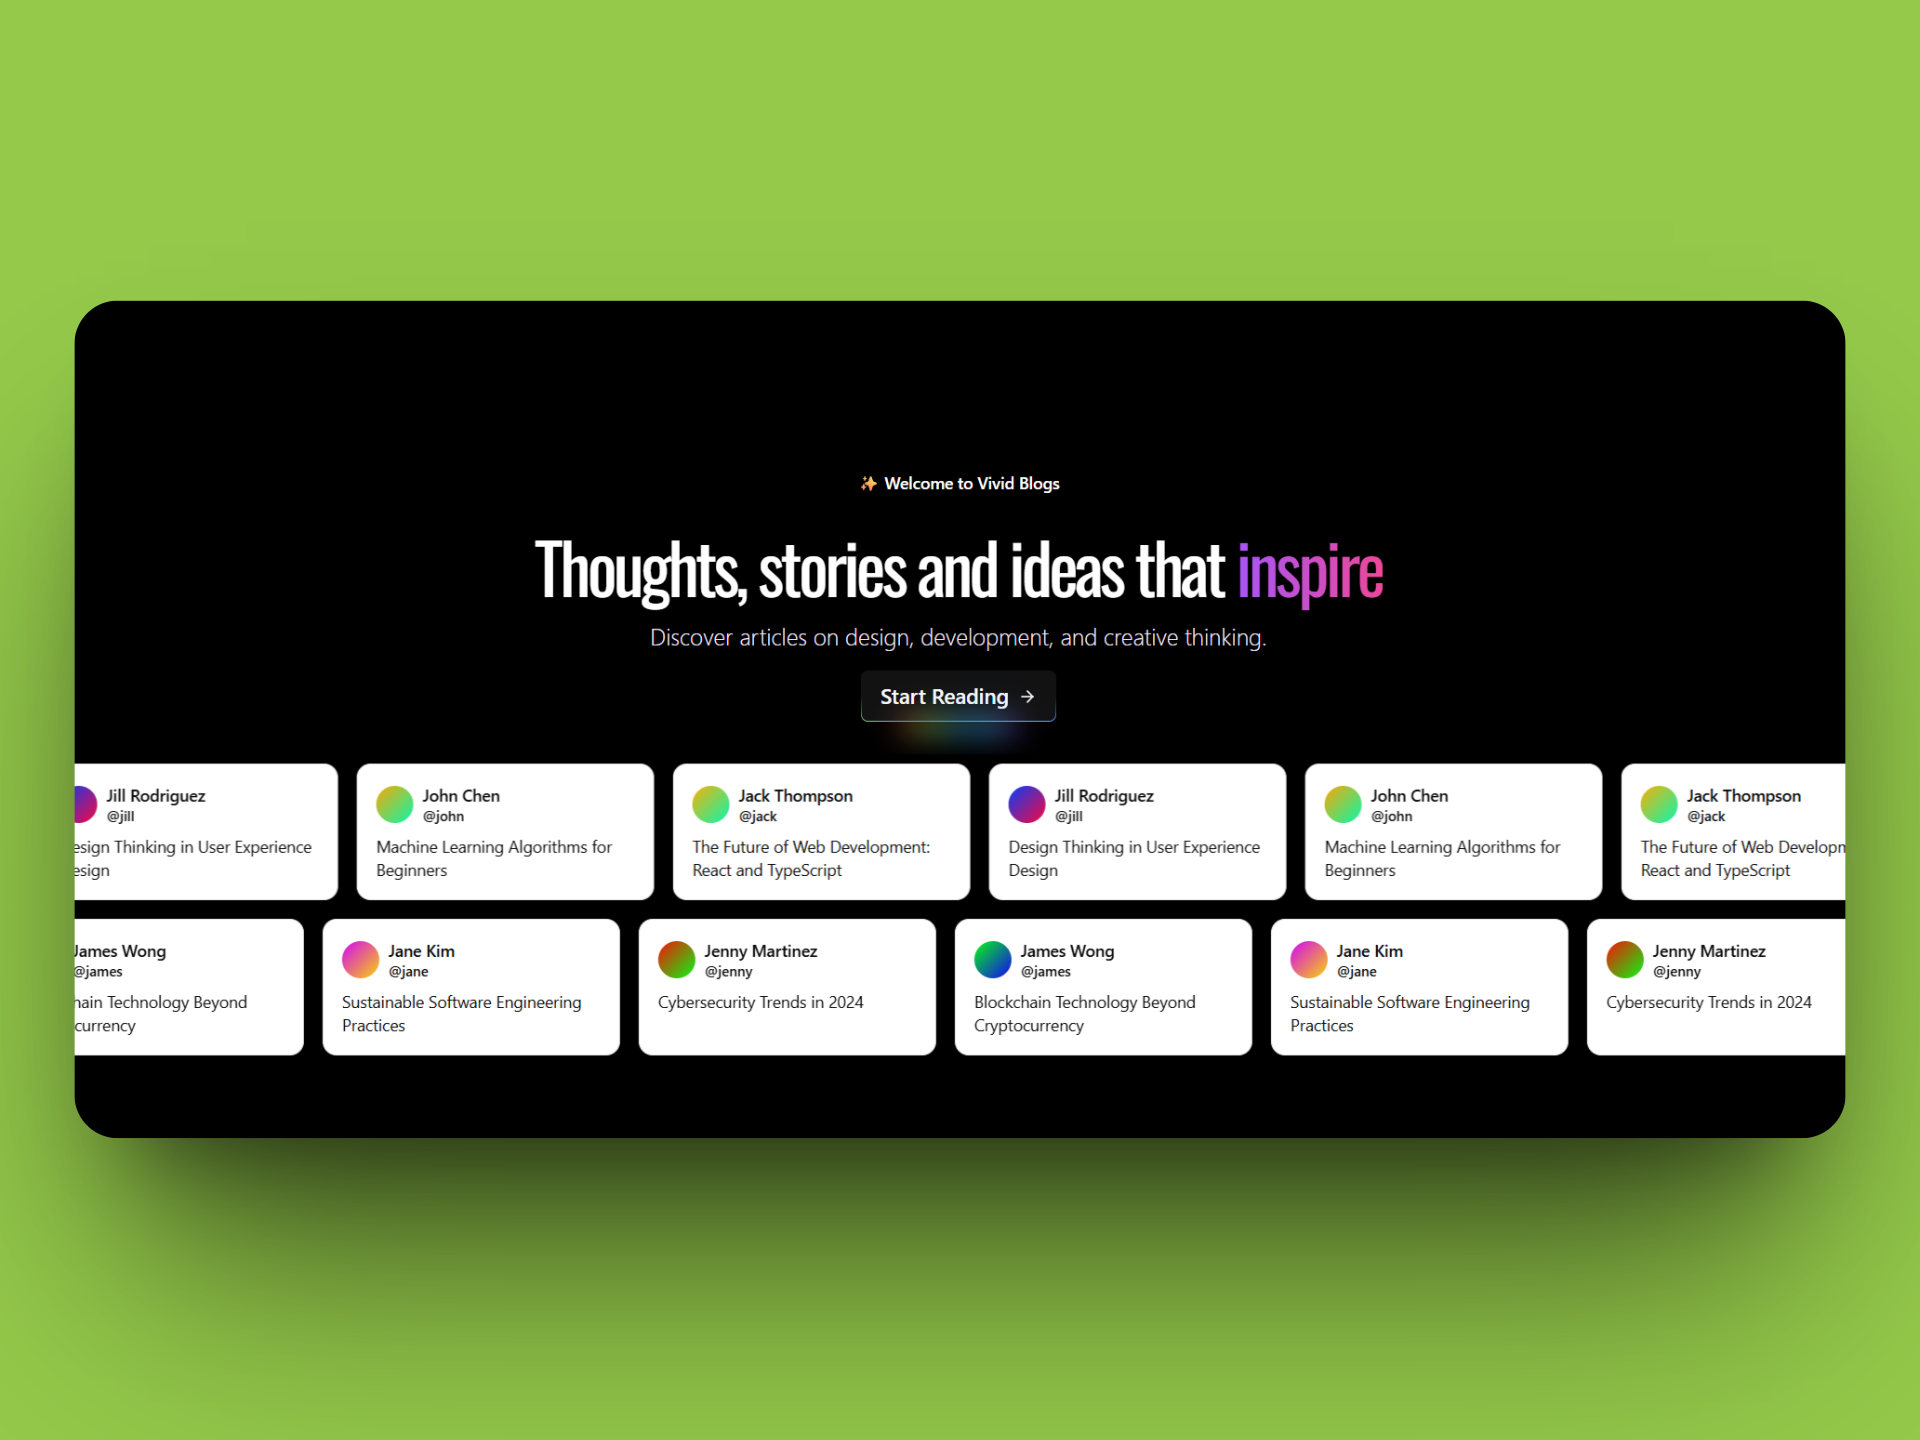 ✨ Welcome to Vivid Blogs
Thoughts, stories and ideas that inspire
Discover articles on design, development, and creative thinking.
Start Reading →
Jill Rodriguez
@jill
Thinking in User Experience
John Chen
@john
Machine Learning Algorithms for
Beginners
Jack Thompson
@jack
The Future of Web Development:
React and TypeScript
Jill Rodriguez
@jill
Design Thinking in User Experience
Design
John Chen
@john
Machine Learning Algorithms for
Beginners
Jack Thompson
@jack
The Future of Web
React and TypeScript
James Wong
@james
Technology Beyond
Jane Kim
@jane
Sustainable Software Engineering
Practices
Jenny Martinez
@jenny
Cybersecurity Trends in 2024
James Wong
@james
Blockchain Technology Beyond
Cryptocurrency
Jane Kim
@jane
Sustainable Software Engineering
Practices
Jenny Martinez
@jenny
Cybersecurity Trends in 2024